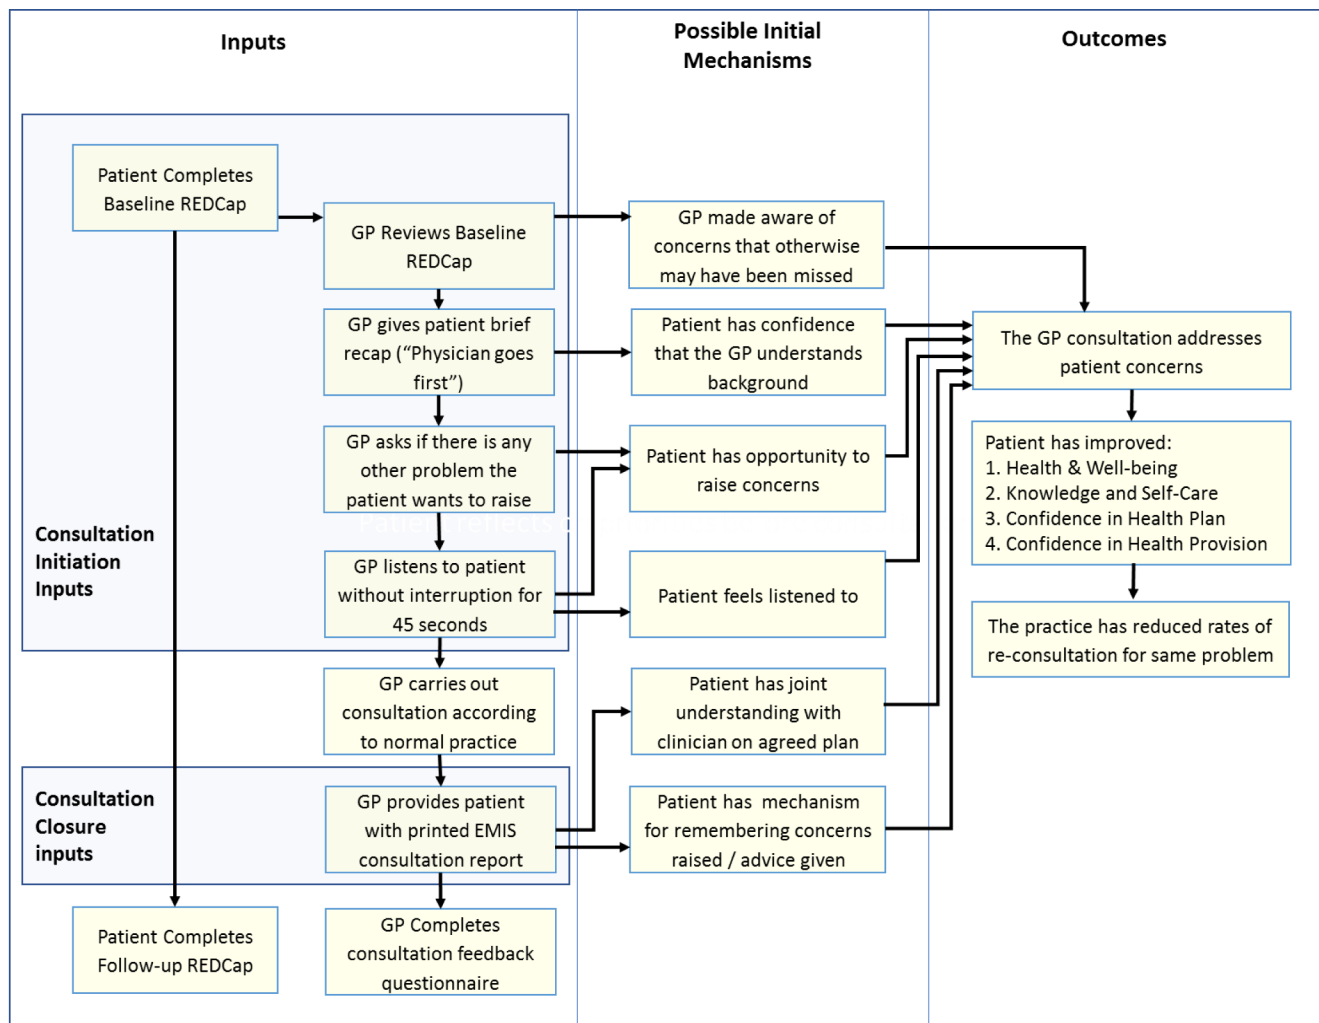 Inputs
Possible Initial
Mechanisms
Outcomes
Patient Completes
Baseline REDCap
GP Reviews Baseline
REDCap
GP made aware of
concerns that otherwise
may have been missed
GP gives patient brief
recap (“Physician goes
first”)
Patient has confidence
that the GP understands
background
The GP consultation addresses
patient concerns
GP asks if there is any
other problem the
patient wants to raise
Patient has opportunity to
raise concerns
Patient has improved:
1. Health & Well-being
2. Knowledge and Self-Care
3. Confidence in Health Plan
4. Confidence in Health Provision
Patient reflects
Consultation
Initiation
Inputs
GP listens to patient
without interruption for
45 seconds
Patient feels listened to
The practice has reduced rates of
re-consultation for same problem
GP carries out
consultation according
to normal practice
Patient has joint
understanding with
clinician on agreed plan
Consultation
Closure
inputs
GP provides patient
with printed EMIS
consultation report
Patient has mechanism
for remembering concerns
raised / advice given
Patient Completes
Follow-up REDCap
GP Completes
consultation feedback
questionnaire